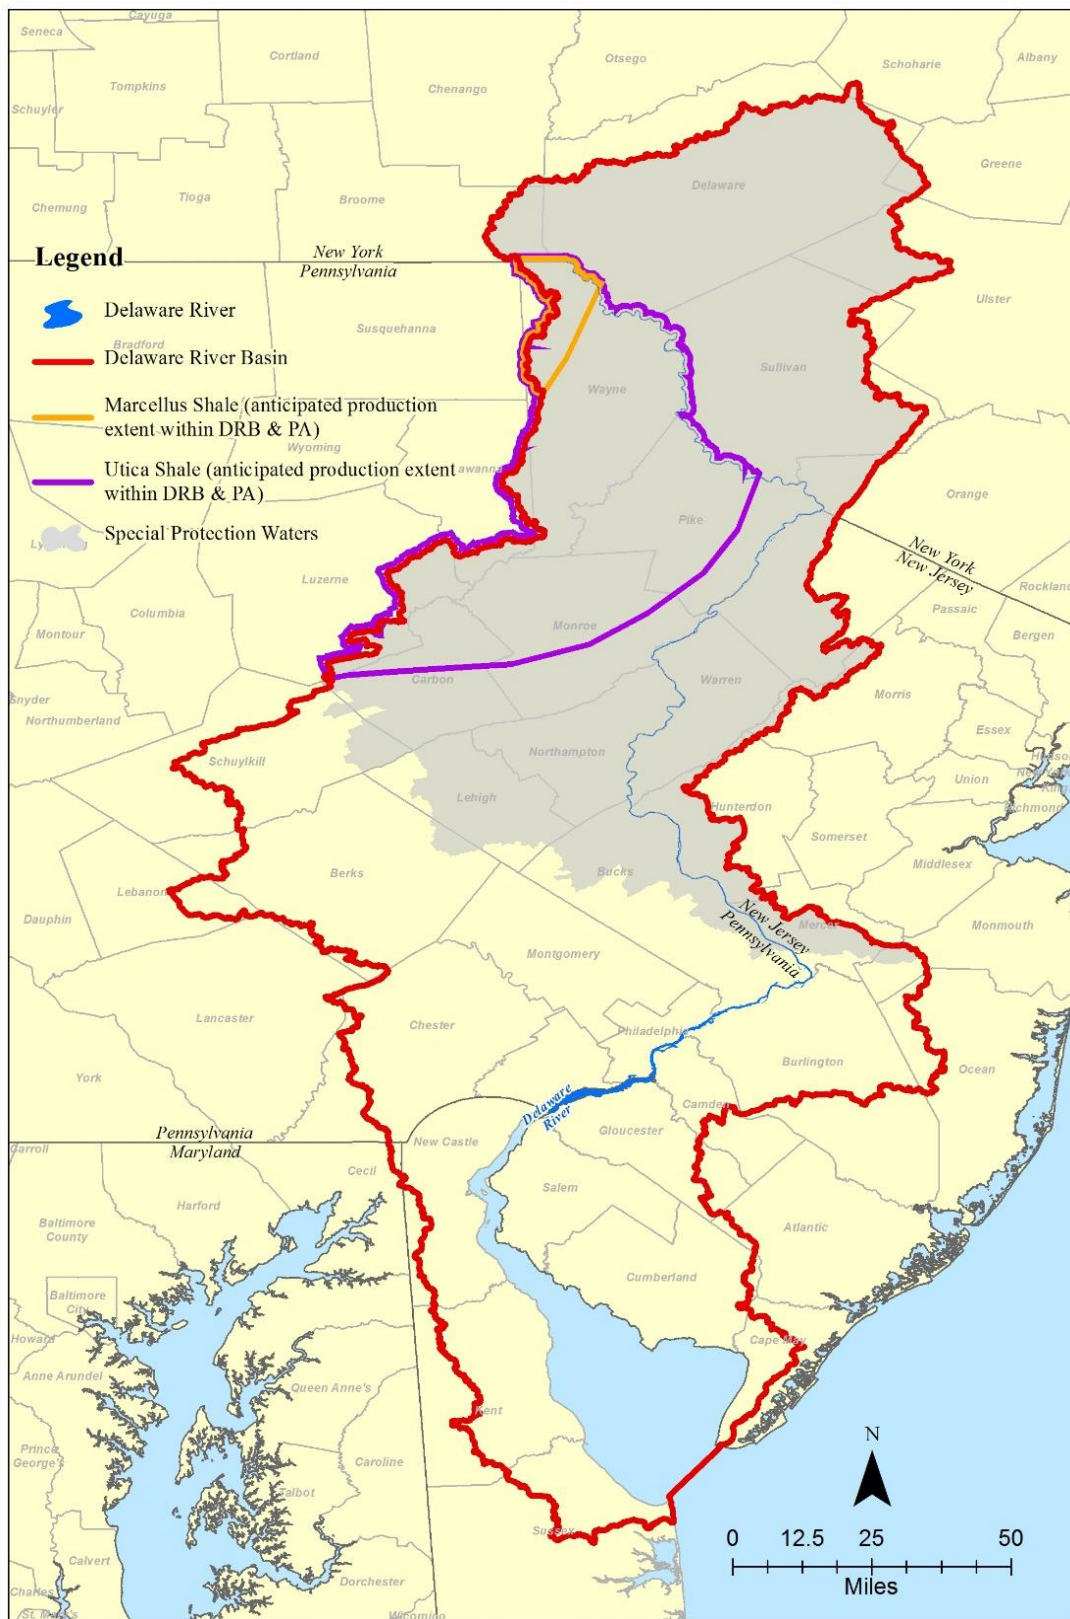 Cayuga
Seneca
Cortland
Otsego
Schoharie
Albany
Tompkins
Chenango
Schuyler
Greene
Delaware
Tioga
Broome
Chemung
Legend
New York
Pennsylvania
Delaware River
Bradford
Susquehanna
Ulster
Delaware River Basin
Sullivan
Wayne
Marcellus Shale (anticipated production
extent within DRB & PA)
Wyoming
Utica Shale (anticipated production extent
within DRB & PA)
Orange
Pike
Special Protection Waters
New York
New Jersey
Luzerne
Rockland
Columbia
Passaic
Monroe
Montour
Bergen
Carbon
Warren
Morris
Snyder
Northumberland
Essex
Northampton
Schuylkill
Union
Lehigh
Hunterdon
Richmond
Somerset
Middlesex
Berks
Bucks
Lebanon
Dauphin
New Jersey
Pennsylvania
Mercer
Monmouth
Montgomery
Lancaster
Chester
Philadelphia
Burlington
Ocean
York
Delaware
River
Camden
Gloucester
Pennsylvania
Maryland
New Castle
Carroll
Cecil
Salem
Harford
Baltimore
County
Atlantic
Cumberland
Baltimore
City
Howard
Cape May
Anne Arundel
Queen Anne's
Kent
Prince
George's
Caroline
Talbot
Sussex
N
0 12.5 25 50
Miles
Calvert
Charles
Dorchester
St. Mary's
Wicomico